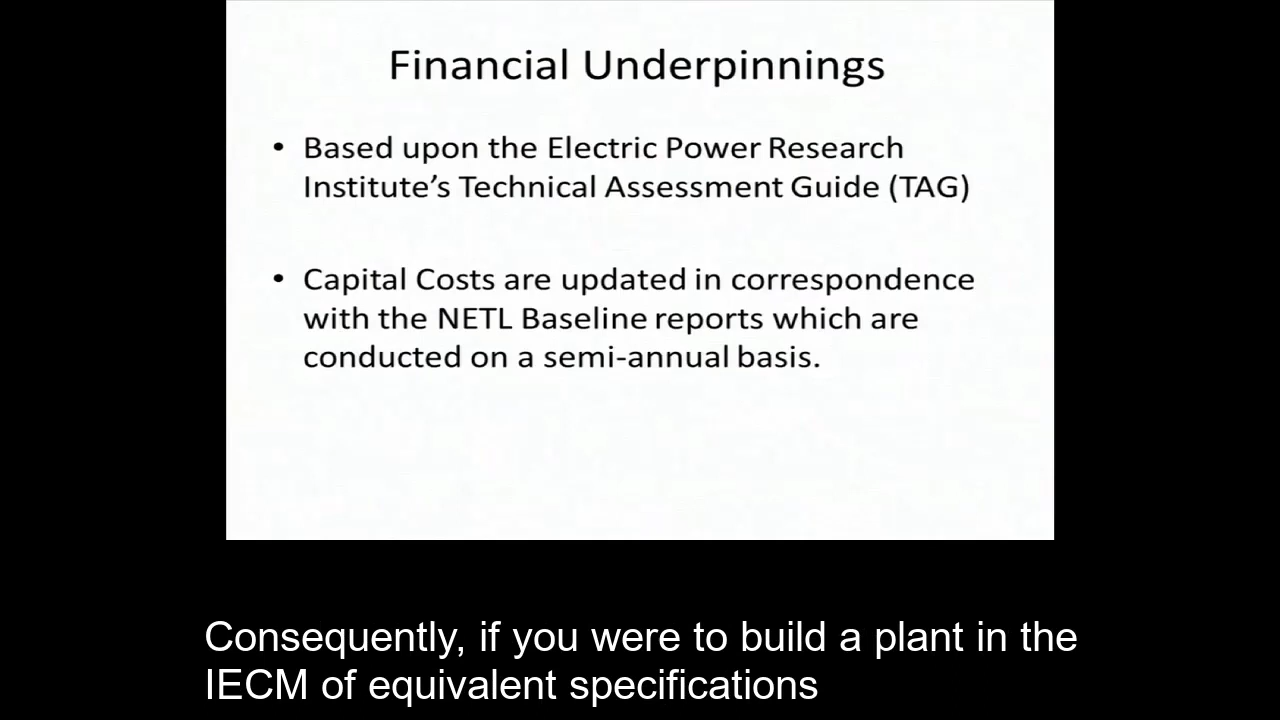 Financial Underpinnings
• Based upon the Electric Power Research
Institute’s Technical Assessment Guide (TAG)
• Capital Costs are updated in correspondence
with the NETL Baseline reports which are
conducted on a semi-annual basis.
Consequently, if you were to build a plant in the
IECM of equivalent specifications